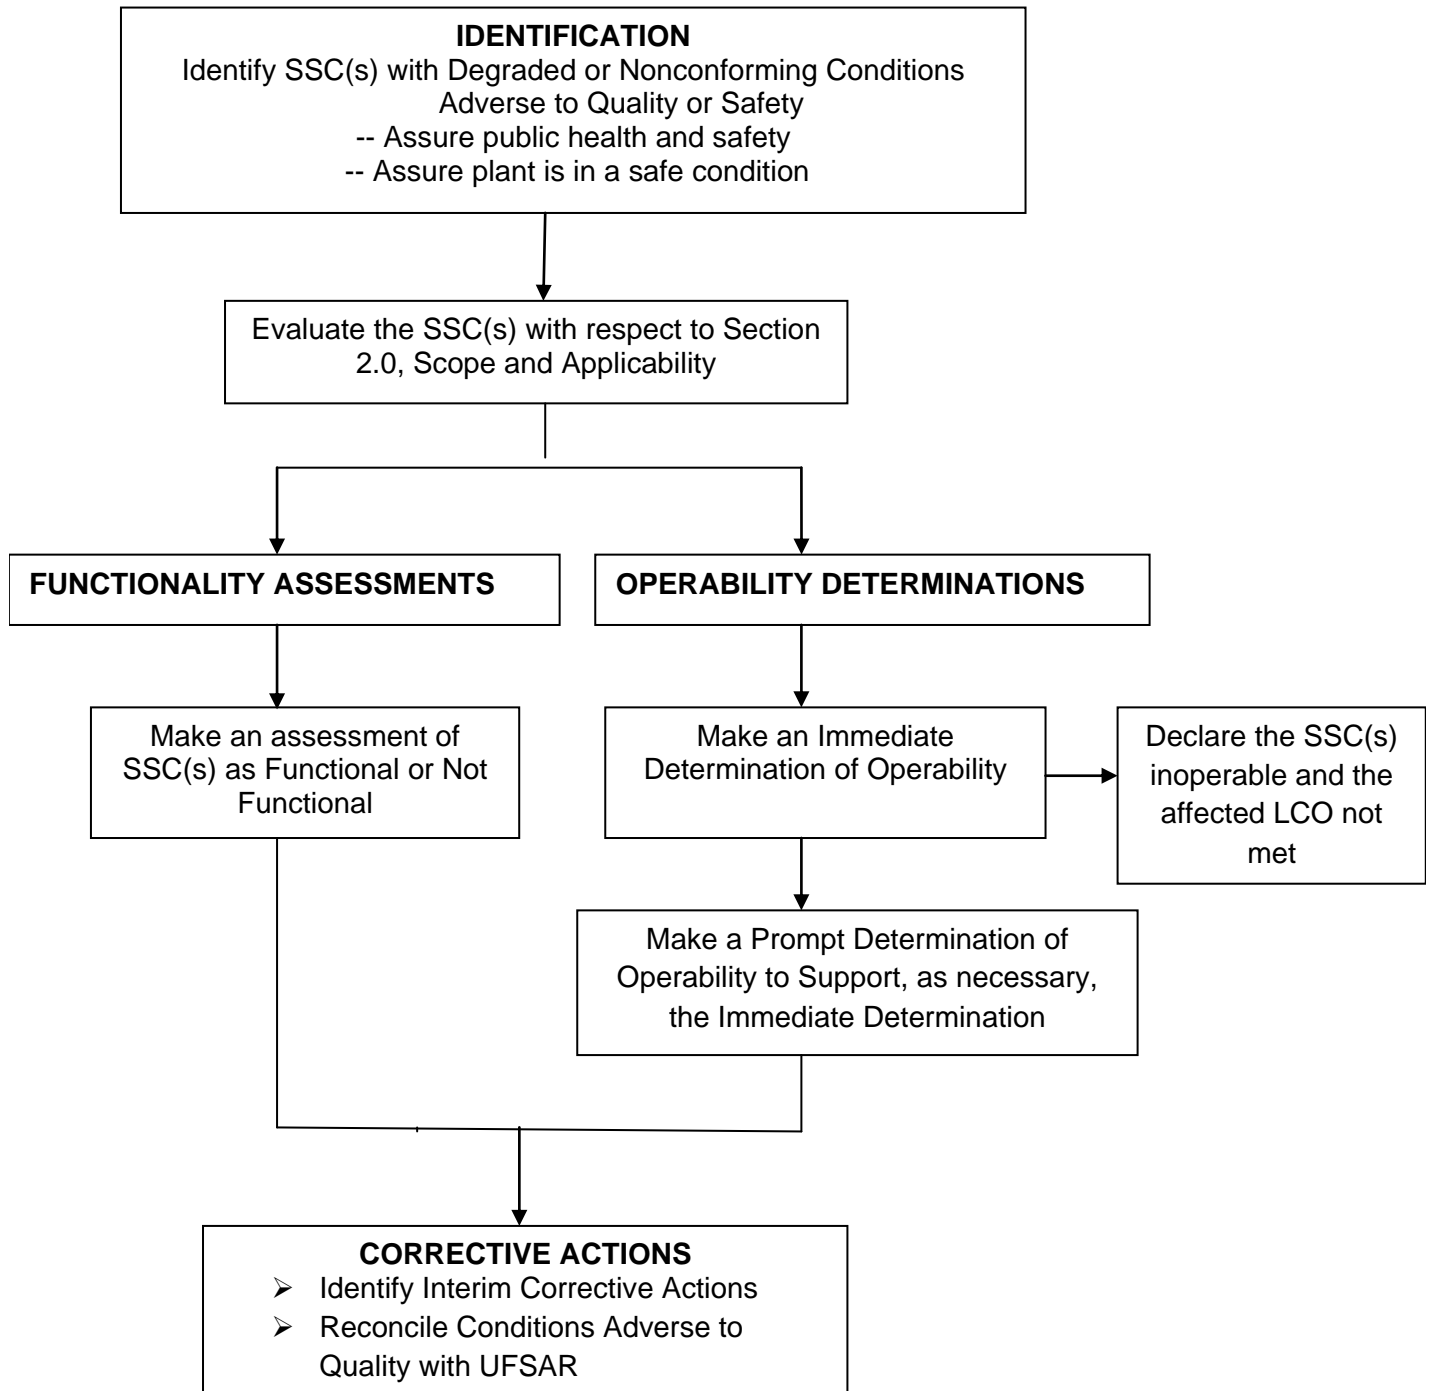 IDENTIFICATION
Identify SSC(s) with Degraded or Nonconforming Conditions
Adverse to Quality or Safety
-- Assure public health and safety
-- Assure plant is in a safe condition
Evaluate the SSC(s) with respect to Section
2.0, Scope and Applicability
FUNCTIONALITY ASSESSMENTS
OPERABILITY DETERMINATIONS
Make an assessment of
SSC(s) as Functional or Not
Functional
Make an Immediate
Determination of Operability
Declare the SSC(s)
inoperable and the
affected LCO not
met
Make a Prompt Determination of
Operability to Support, as necessary,
the Immediate Determination
CORRECTIVE ACTIONS
➢ Identify Interim Corrective Actions
➢ Reconcile Conditions Adverse to
Quality with UFSAR